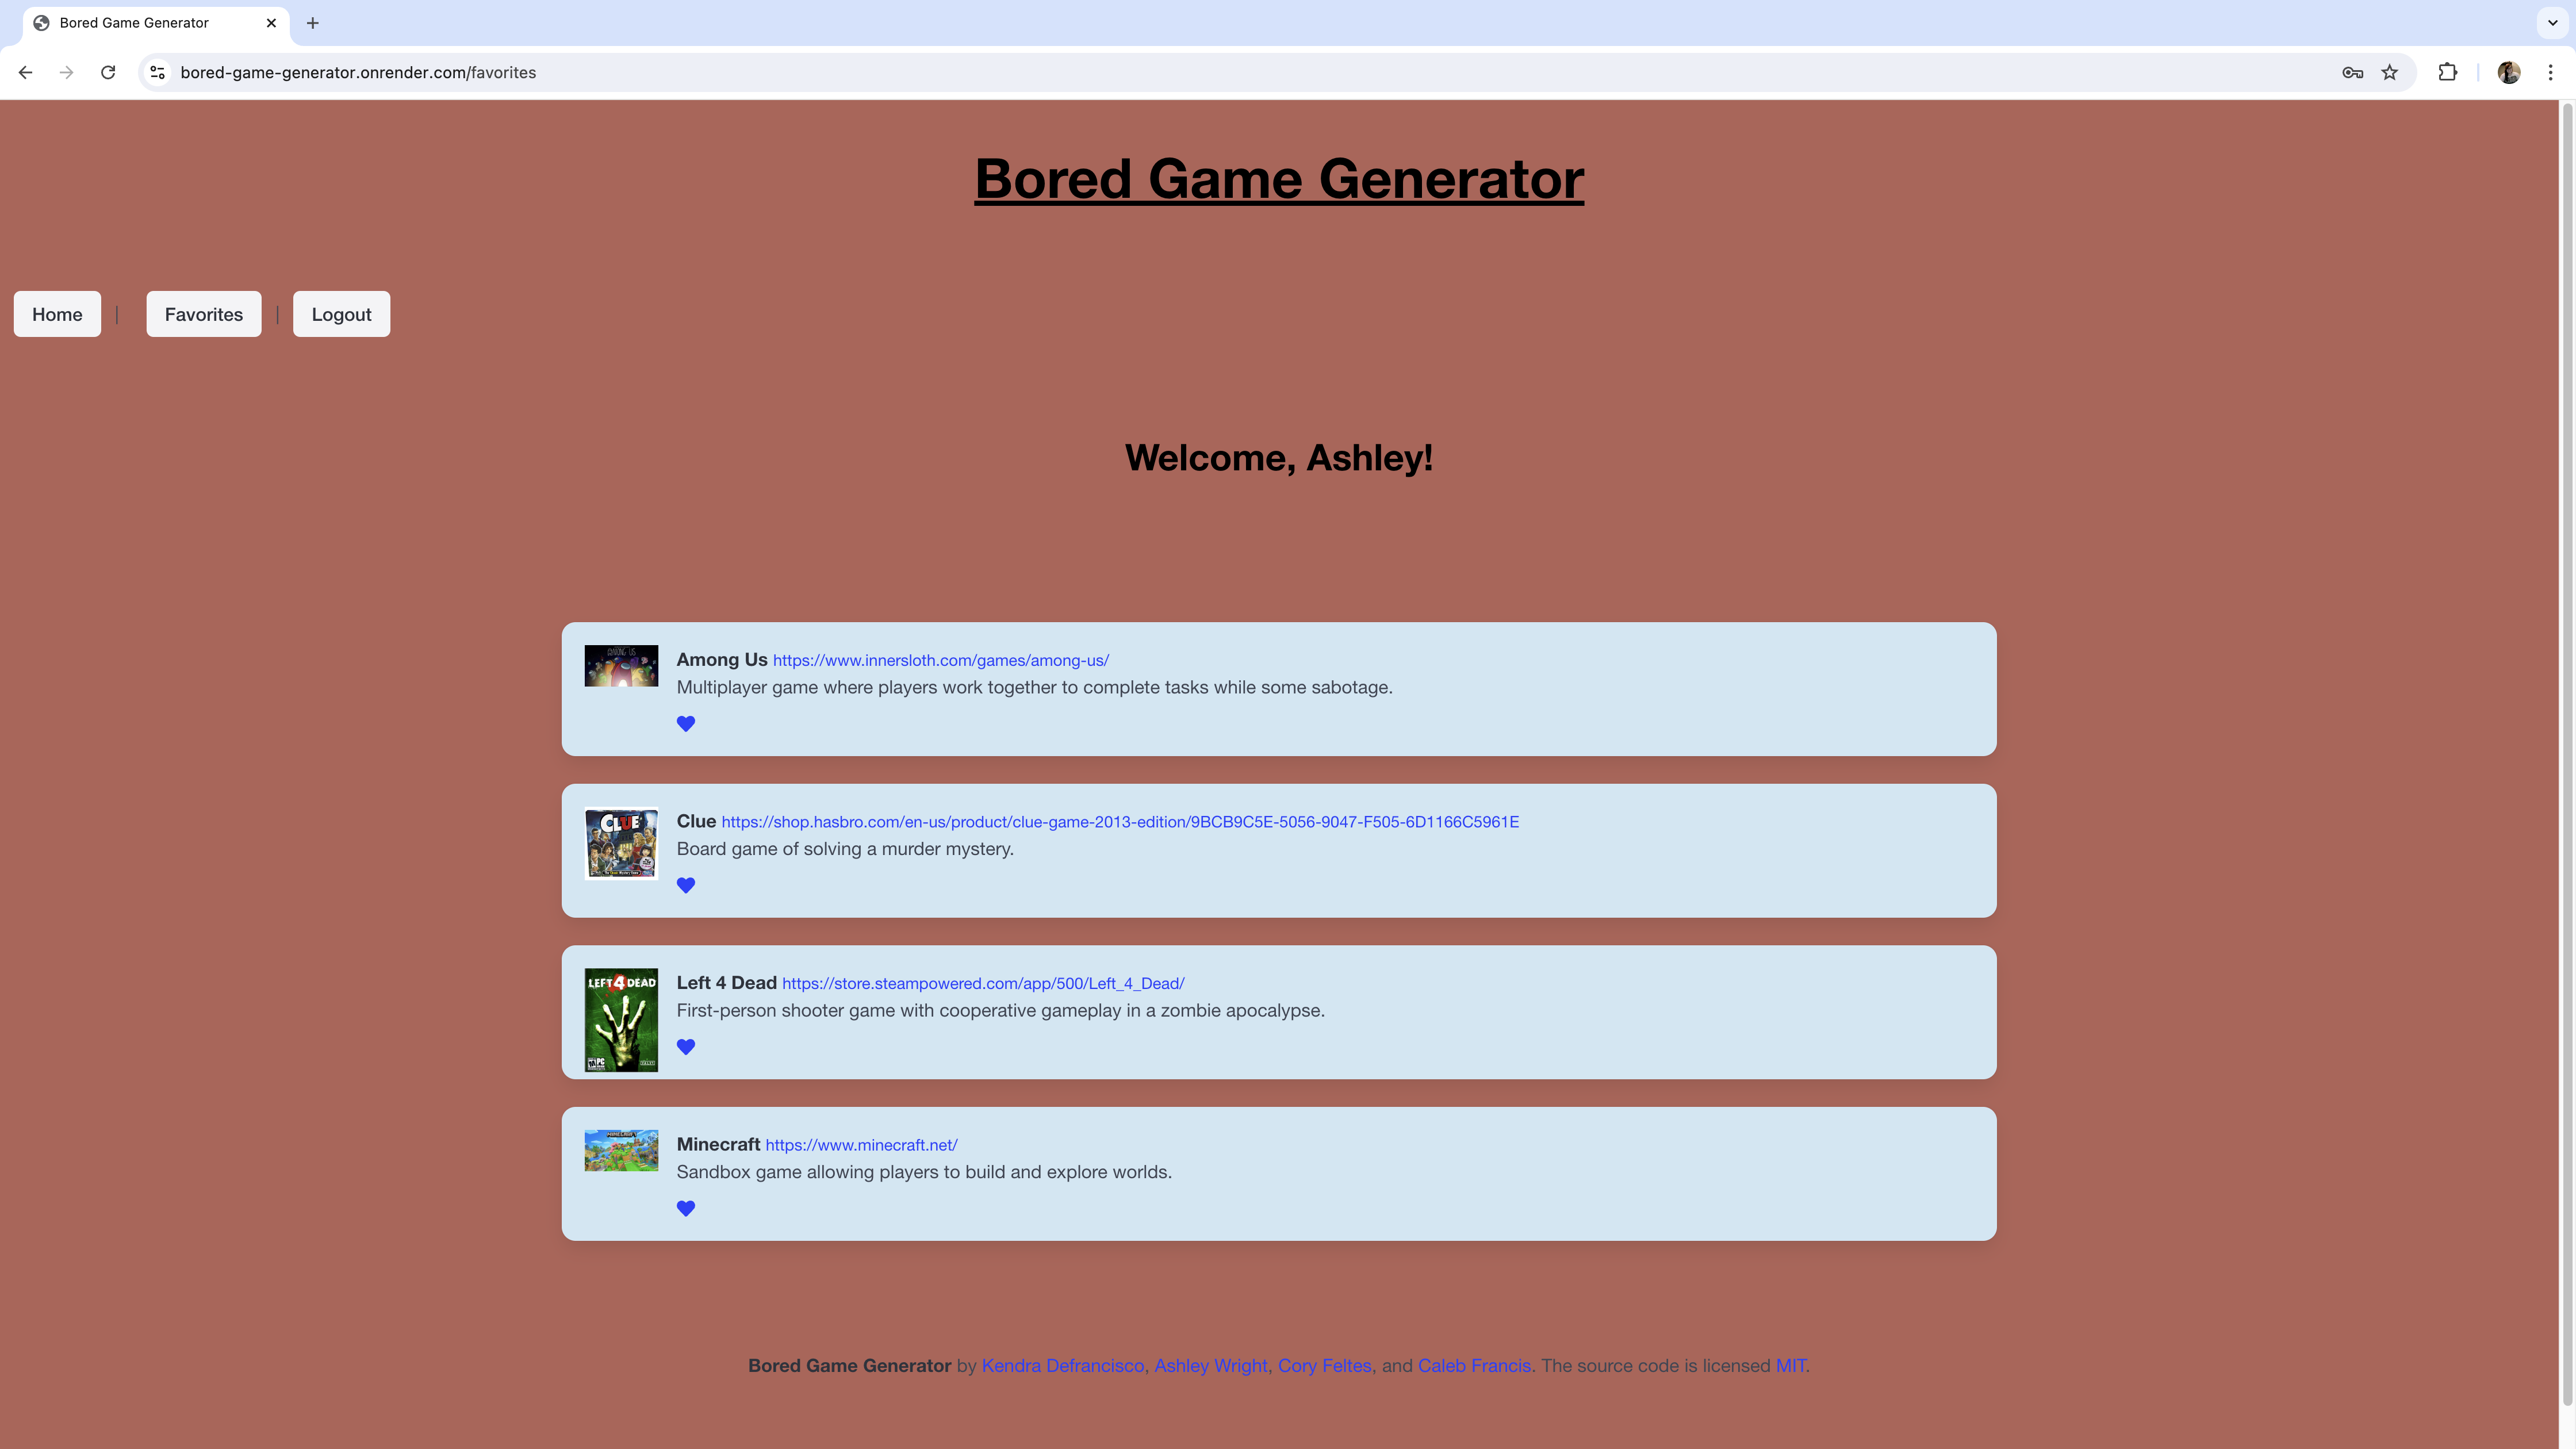 Bored Game Generator
bored-game-generator.onrender.com/favorites
Bored Game Generator
Home | Favorites | Logout
Welcome, Ashley!
AMONG US
Among Us https://www.innersloth.com/games/among-us/
Multiplayer game where players work together to complete tasks while some sabotage.
CLUE
Clue https://shop.hasbro.com/en-us/product/clue-game-2013-edition/9BCB9C5E-5056-9047-F505-6D1166C5961E
Board game of solving a murder mystery.
LEFT 4 DEAD
PC
Left 4 Dead https://store.steampowered.com/app/500/Left_4_Dead/
First-person shooter game with cooperative gameplay in a zombie apocalypse.
MINECRAFT
Minecraft https://www.minecraft.net/
Sandbox game allowing players to build and explore worlds.
Bored Game Generator by Kendra Defrancisco, Ashley Wright, Cory Feltes, and Caleb Francis. The source code is licensed MIT.